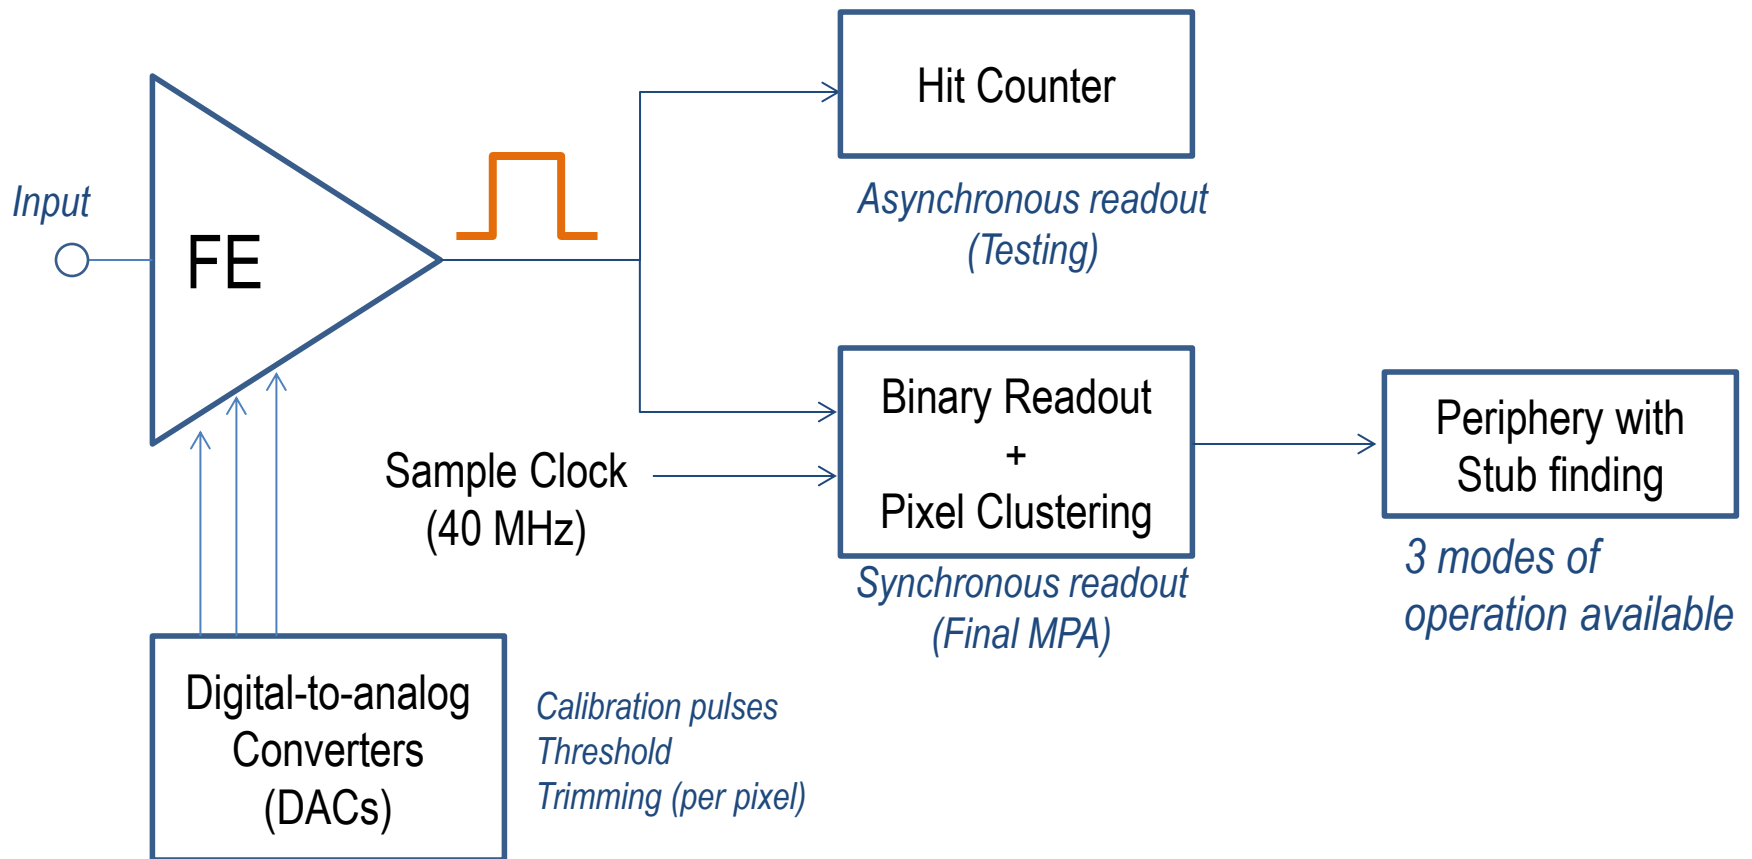 Hit Counter
Asynchronous readout
(Testing)
Input
FE
Binary Readout
+
Pixel Clustering
Synchronous readout
(Final MPA)
Sample Clock
(40 MHz)
Periphery with
Stub finding
3 modes of
operation available
Digital-to-analog
Converters
(DACs)
Calibration pulses
Threshold
Trimming (per pixel)